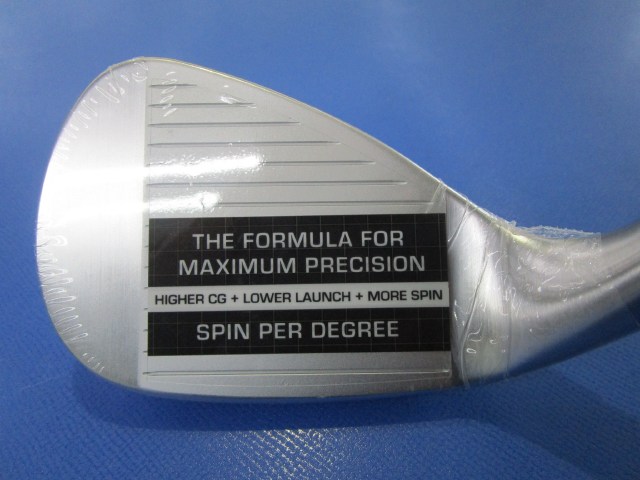 THE FORMULA FOR
MAXIMUM PRECISION
HIGHER CG + LOWER LAUNCH + MORE SPIN
SPIN PER DEGREE